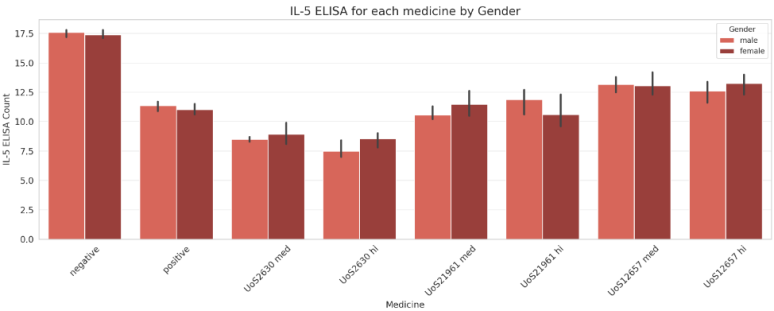 IL-5 ELISA for each medicine by Gender
Gender
male
female
IL-5 ELISA Count
17.5
15.0
12.5
10.0
7.5
5.0
2.5
0.0
negative
positive
UoS2630 med
UoS2630 hi
UoS21961 med
UoS21961 hi
UoS12657 med
UoS12657 hi
Medicine